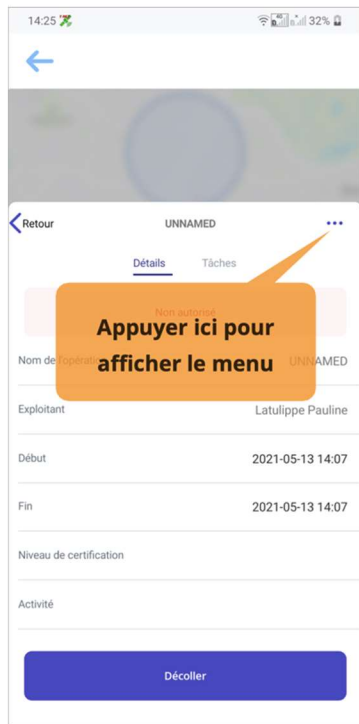 14:25 32%
Retour UNNAMED
Détails Tâches
Non autorisé
Appuyer ici pour
afficher le menu
Nom de l'opération UNNAMED
Exploitant Latulippe Pauline
Début 2021-05-13 14:07
Fin 2021-05-13 14:07
Niveau de certification
Activité
Décoller